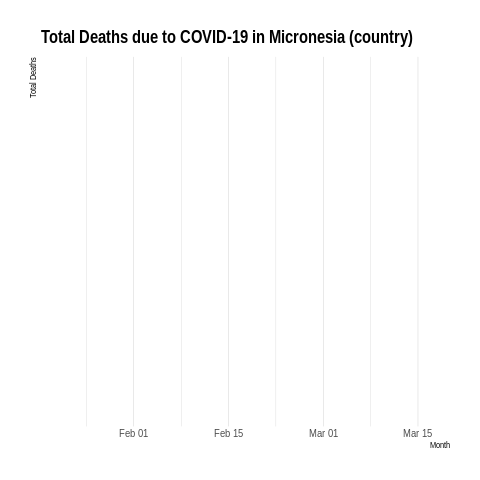 Total Deaths due to COVID-19 in Micronesia (country)
Total Deaths
Feb 01
Feb 15
Mar 01
Mar 15
Month